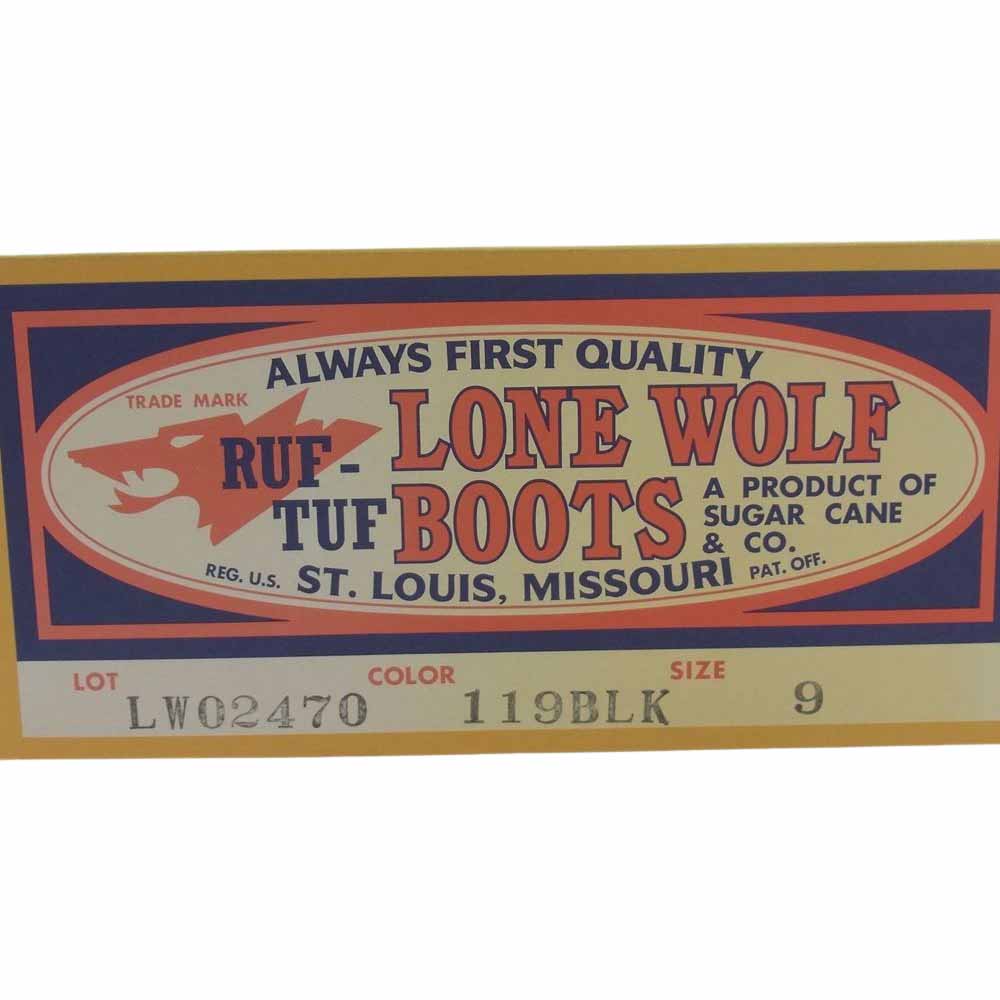 ALWAYS FIRST QUALITY
TRADE MARK
RUF-
TUF
LONE WOLF
BOOTS
A PRODUCT OF
SUGAR CANE
& CO.
REG. U.S. ST. LOUIS, MISSOURI PAT. OFF.
LOT LW02470 COLOR 119BLK SIZE 9